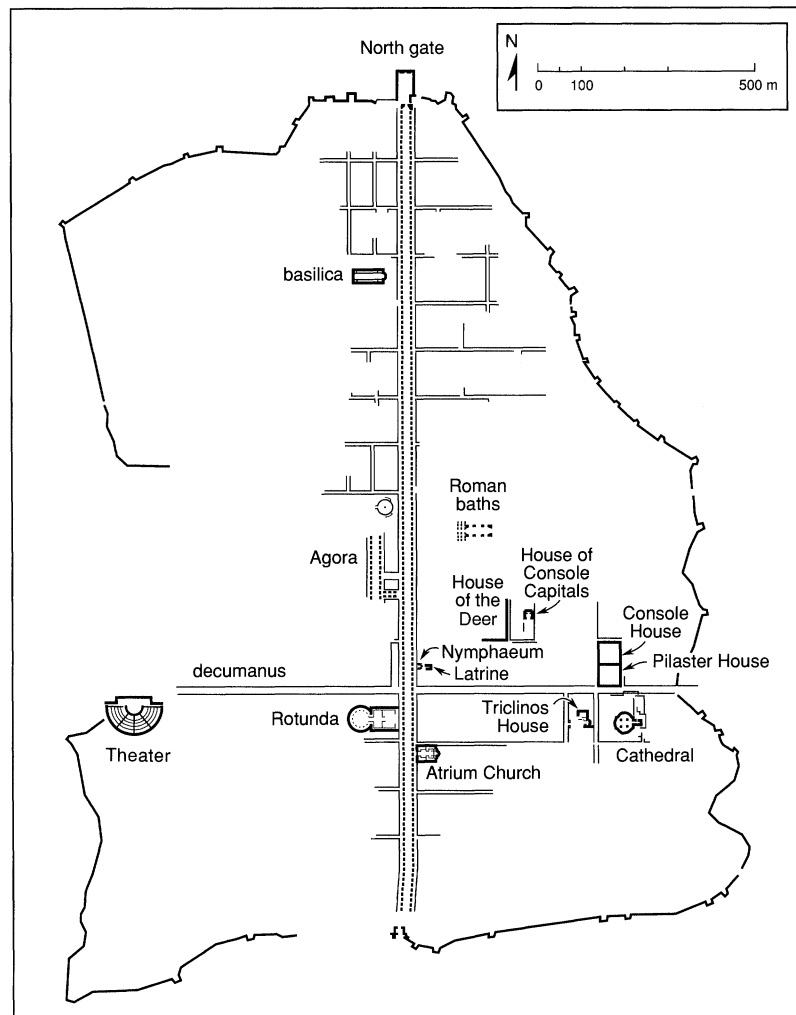 North gate
N
0 100 500 m
basilica
Roman
baths
Agora
House of
Console
Capitals
House
of the
Deer
Console
House
Nymphaeum
Pilaster House
Latrine
decumanus
Triclinos
House
Rotunda
Theater
Cathedral
Atrium Church